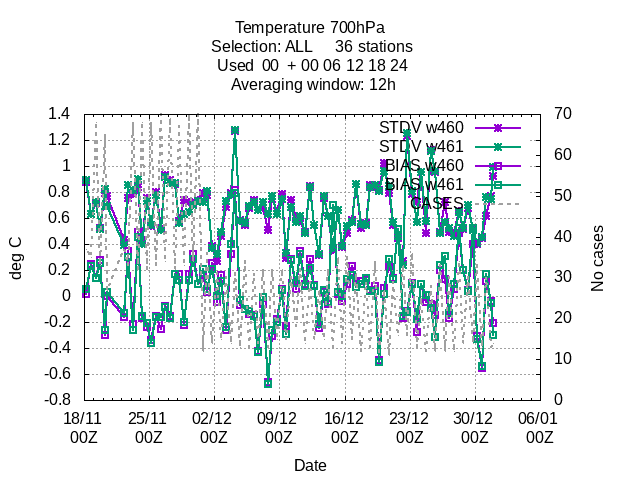 Temperature 700hPa
Selection: ALL 36 stations
Used 00 + 00 06 12 18 24
Averaging window: 12h
1.4
1.2
1
0.8
0.6
0.4
0.2
0
-0.2
-0.4
-0.6
-0.8
deg C
70
60
50
40
30
20
10
0
No cases
STDV w460
STDV w461
BIAS w460
BIAS w461
CASES
18/11 25/11 02/12 09/12 16/12 23/12 30/12 06/01
00Z 00Z 00Z 00Z 00Z 00Z 00Z 00Z
Date